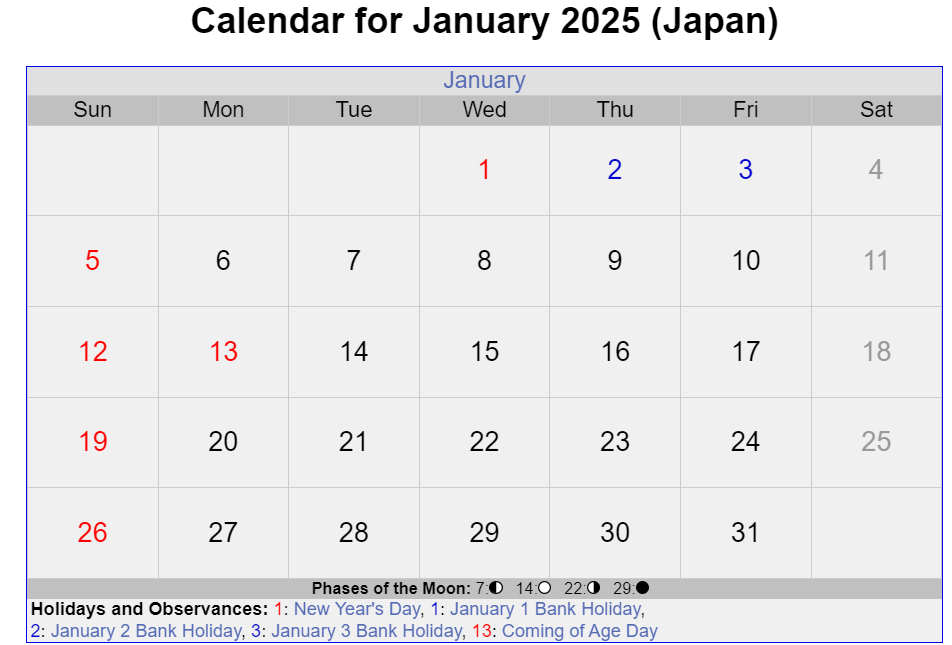 Calendar for January 2025 (Japan)
January
Sun Mon Tue Wed Thu Fri Sat
1 2 3 4
5 6 7 8 9 10 11
12 13 14 15 16 17 18
19 20 21 22 23 24 25
26 27 28 29 30 31
Phases of the Moon: 7: 14: 22: 29:
Holidays and Observances: 1: New Year's Day, 1: January 1 Bank Holiday,
2: January 2 Bank Holiday, 3: January 3 Bank Holiday, 13: Coming of Age Day